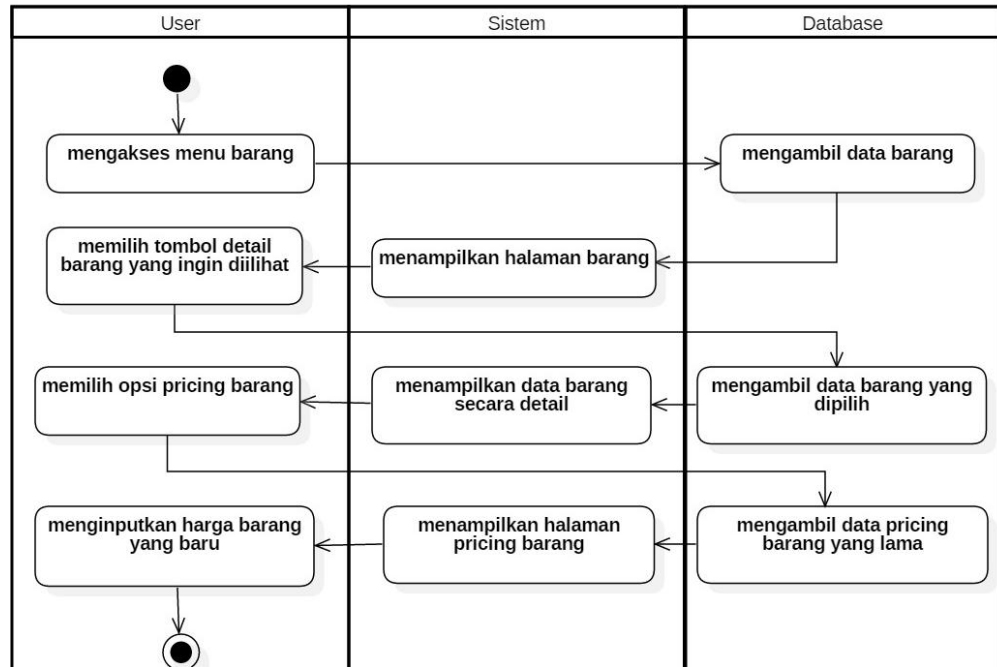 User
Sistem
Database
mengakses menu barang
mengambil data barang
memilih tombol detail
barang yang ingin diilihat
menampilkan halaman barang
memilih opsi pricing barang
menampilkan data barang
secara detail
mengambil data barang yang
dipilih
menginputkan harga barang
yang baru
menampilkan halaman
pricing barang
mengambil data pricing
barang yang lama